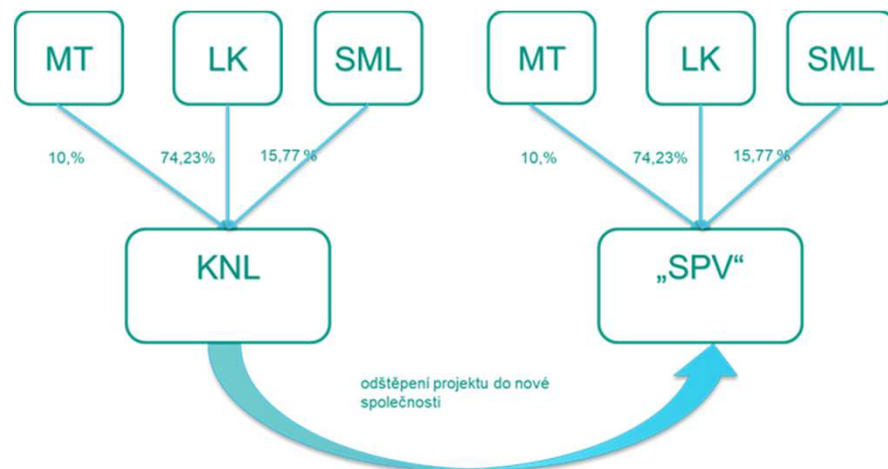 MT LK SML MT LK SML
10,% 74,23% 15,77 % 10,% 74,23% 15,77 %
KNL „SPV“
odštěpení projektu do nové
společnosti